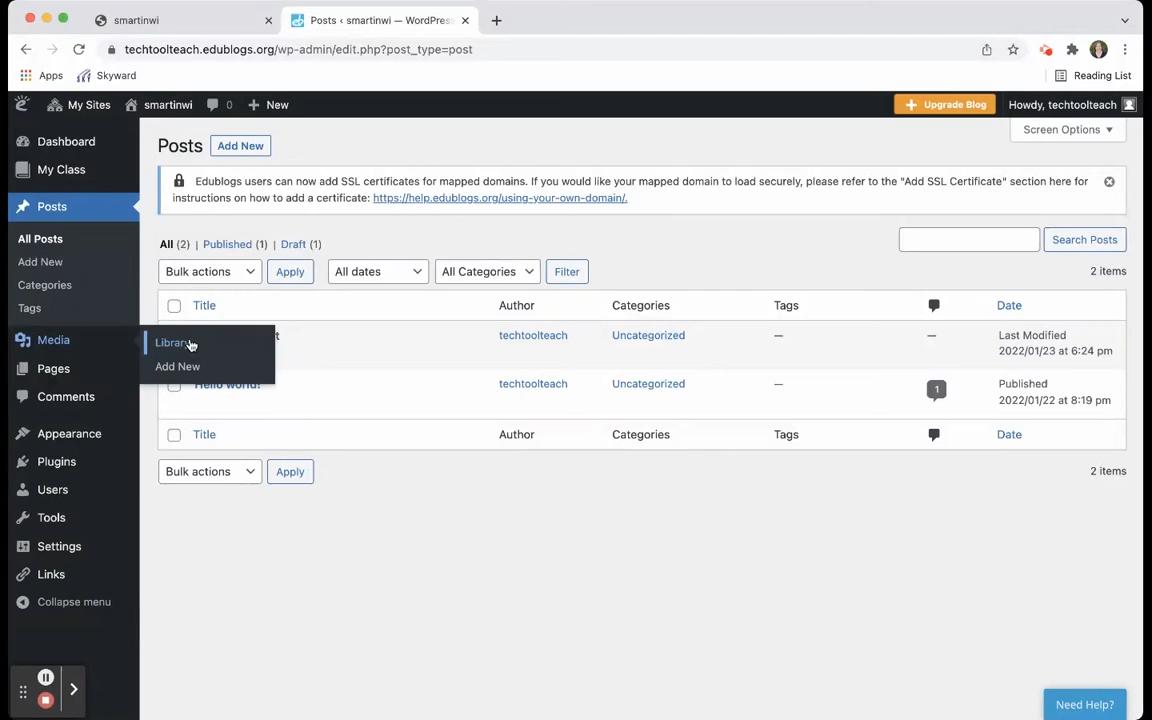 smartinwi
Posts ‹ smartinwi — WordPress
techtoolteach.edublogs.org/wp-admin/edit.php?post_type=post
Apps Skyward Reading List
My Sites smartinwi 0 + New Upgrade Blog Howdy, techtoolteach
Screen Options
Dashboard
My Class
Posts
All Posts
Add New
Categories
Tags
Media
Library
Add New
Pages
Comments
Appearance
Plugins
Users
Tools
Settings
Links
Collapse menu
Posts Add New
Edublogs users can now add SSL certificates for mapped domains. If you would like your mapped domain to load securely, please refer to the "Add SSL Certificate" section here for
instructions on how to add a certificate: https://help.edublogs.org/using-your-own-domain/.
All (2) | Published (1) | Draft (1)
Search Posts
Bulk actions Apply All dates All Categories Filter 2 items
Title Author Categories Tags Date
techtoolteach Uncategorized — — Last Modified
2022/01/23 at 6:24 pm
Hello world! techtoolteach Uncategorized — 1 Published
2022/01/22 at 8:19 pm
Title Author Categories Tags Date
Bulk actions Apply 2 items
Need Help?